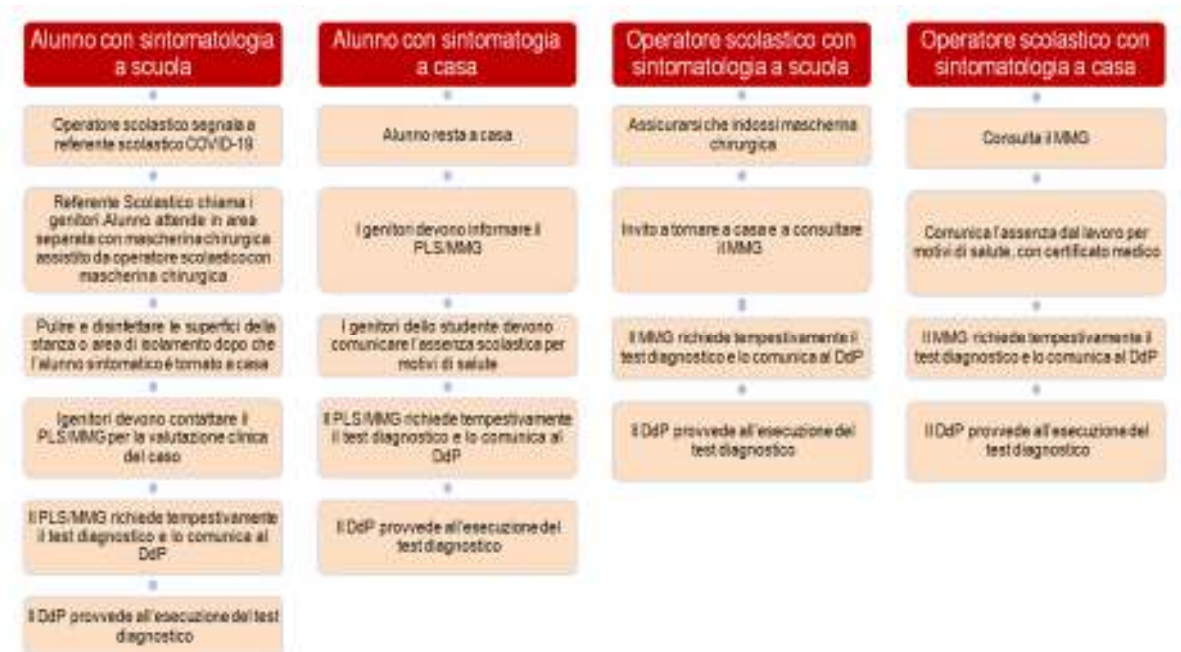 Alunno con sintomatologia
a scuola
Operatore scolastico segnala a
referente scolastico COVID-19
Referente Scolastico chiama i
genitori Alunno attende in area
separata con mascherina chirurgica
assistito da operatore scolastico con
mascherina chirurgica
Pulire e disinfettare le superfici della
stanza o area di isolamento dopo che
l'alunno sintomatico é tornato a casa
Igenitori devono contattare il
PLS/MMG per la valutazione clinica
del caso
Il PLS/MMG richiede tempestivamente
il test diagnostico e lo comunica al
DdP
Il DdP provvede all'esecuzione del test
diagnostico
Alunno con sintomatogia
a casa
Alunno resta a casa
I genitori devono informare il
PLS/MMG
I genitori dello studente devono
comunicare l'assenza scolastica per
motivi di salute
Il PLS/MMG richiede tempestivamente
il test diagnostico e lo comunica al
DdP
Il DdP provvede all'esecuzione del
test diagnostico
Operatore scolastico con
sintomatologia a scuola
Assicurarsi che indossi mascherina
chirurgica
Invito a tornare a casa e a consultare
il MMG
Il MMG richiede tempestivamente il
test diagnostico e lo comunica al DdP
Il DdP provvede all'esecuzione del
test diagnostico
Operatore scolastico con
sintomatologia a casa
Consulta il MMG
Comunica l'assenza dal lavoro per
motivi di salute, con certificato medico
Il MMG richiede tempestivamente il
test diagnostico e lo comunica al DdP
Il DdP provvede all'esecuzione del
test diagnostico